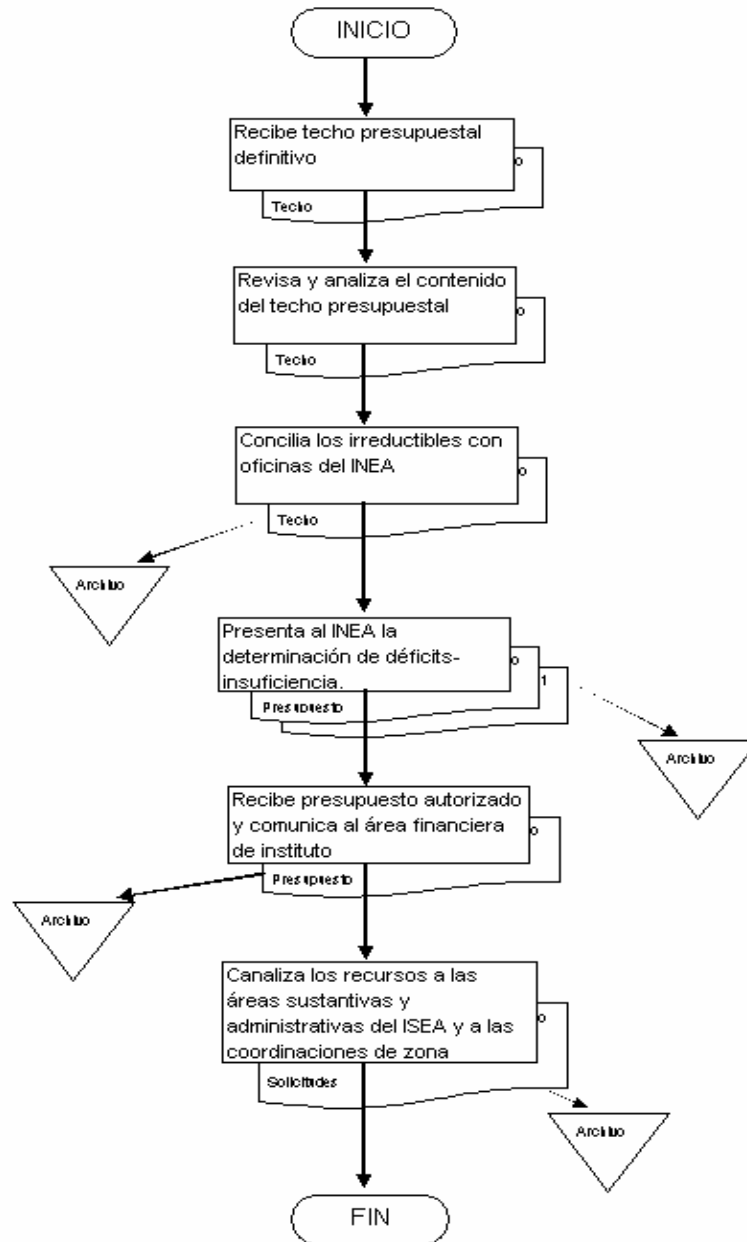 INICIO
Recibe techo presupuestal
definitivo
o
Techo
Revisa y analiza el contenido
del techo presupuestal
o
Techo
Concilia los irreductibles con
oficinas del INEA
o
Techo
Archivo
Presenta al INEA la
determinación de déficits-
insuficiencia.
o
1
Presupuesto
Archivo
Recibe presupuesto autorizado
y comunica al área financiera
de instituto
o
Presupuesto
Archivo
Canaliza los recursos a las
áreas sustantivas y
administrativas del ISEA y a las
coordinaciones de zona
o
Solicitudes
Archivo
FIN